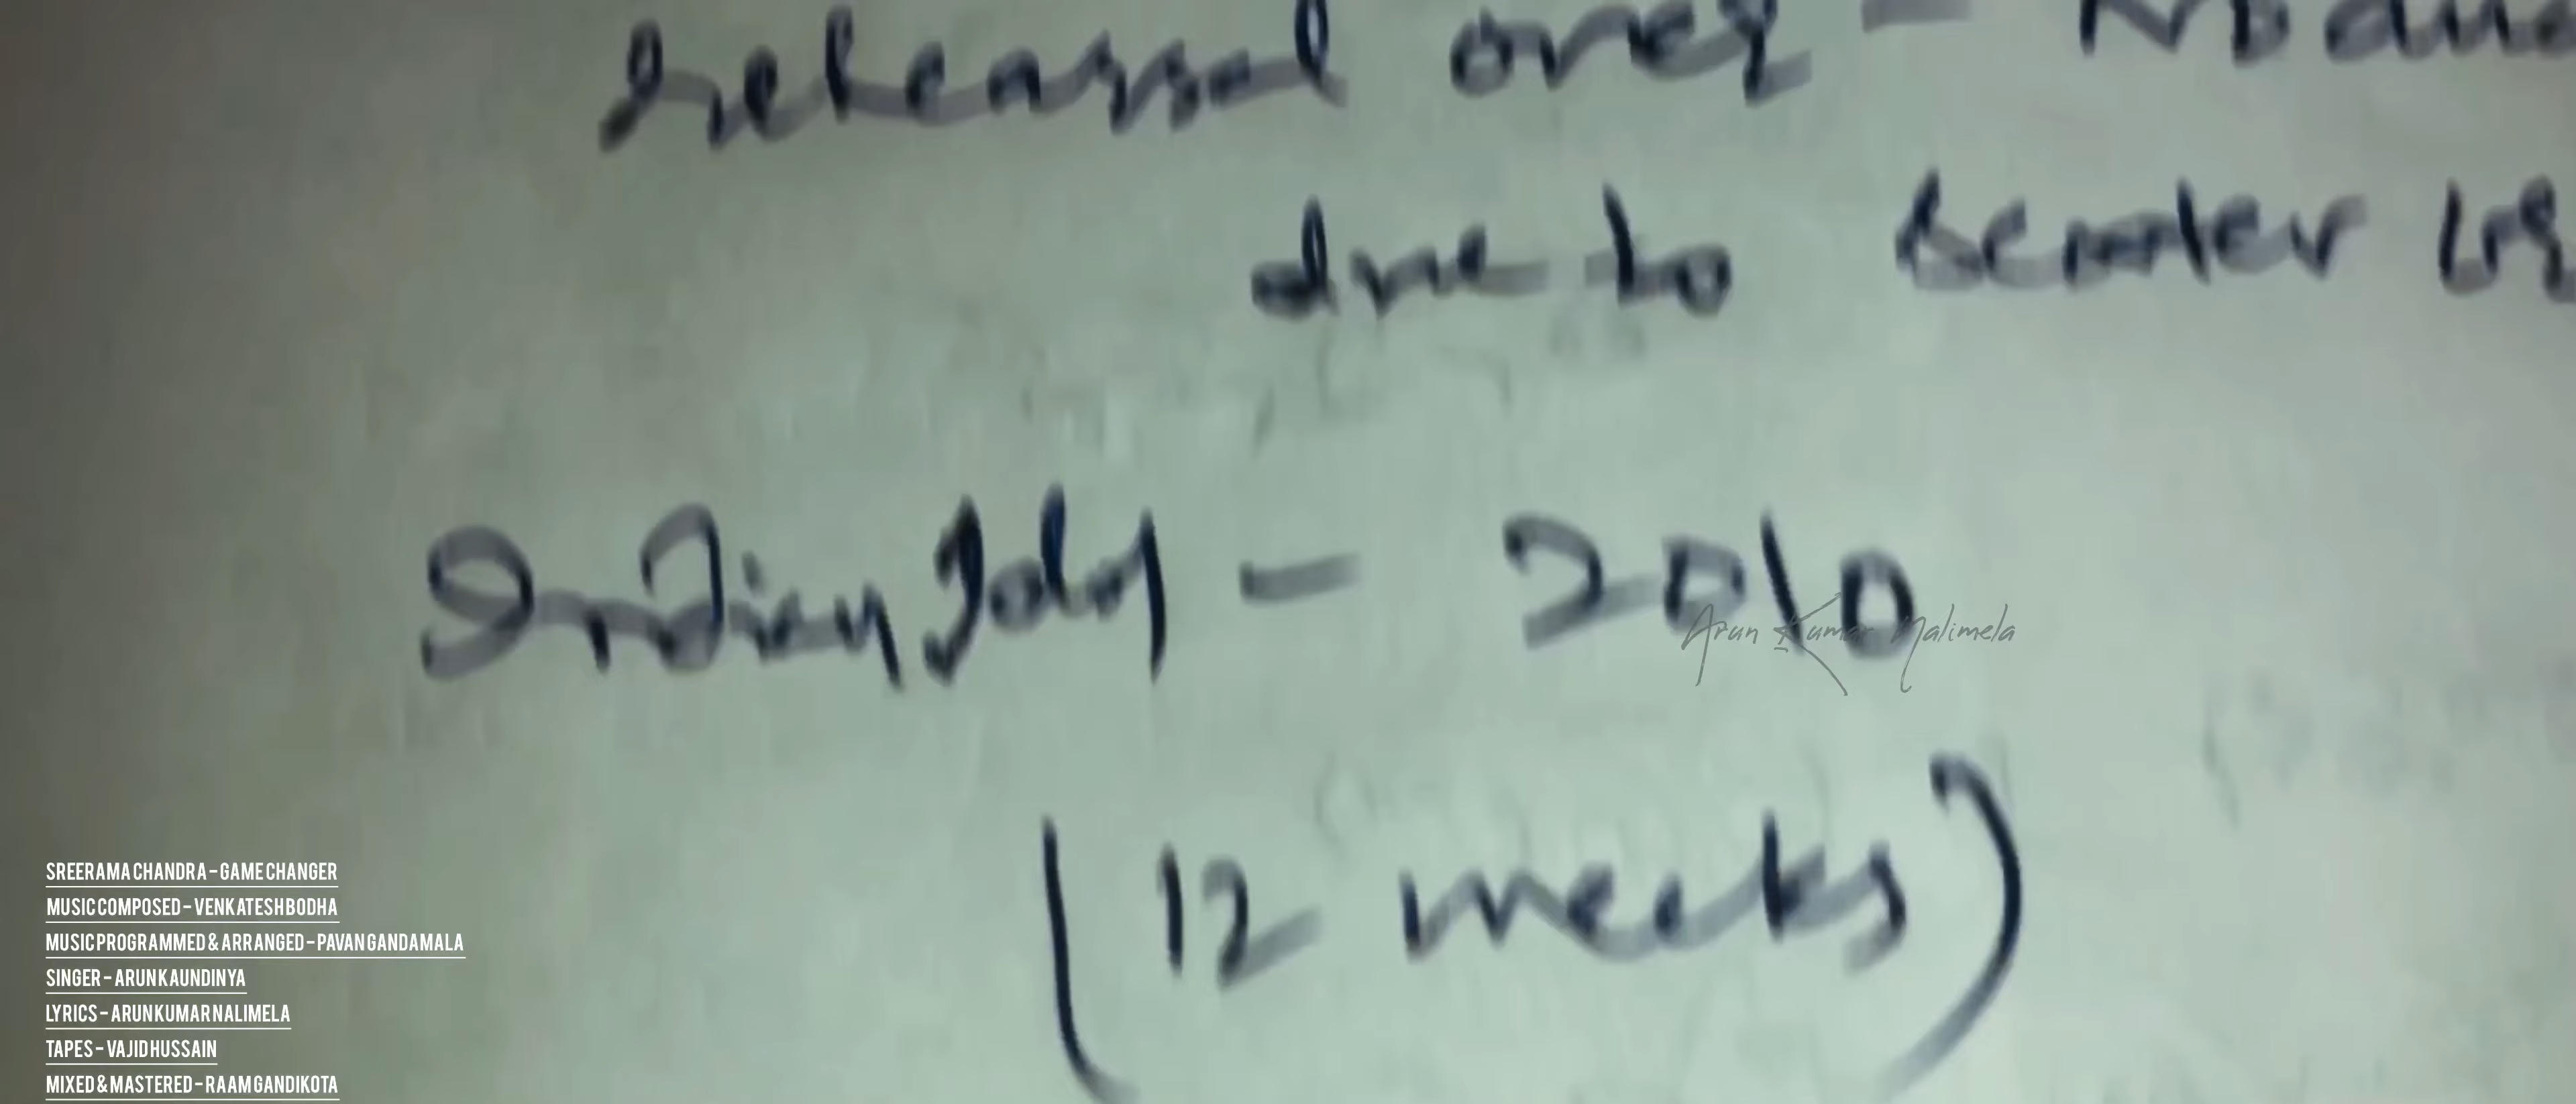 rehearsal over -
due to
Indian Idol - 2010
Arun Kumar Nalimela
(12 weeks)
SREERAMA CHANDRA - GAME CHANGER
MUSIC COMPOSED - VENKATESH BODHA
MUSIC PROGRAMMED & ARRANGED - PAVAN GANDAMALA
SINGER - ARUN KAUNDINYA
LYRICS - ARUN KUMAR NALIMELA
TAPES - VAJID HUSSAIN
MIXED & MASTERED - RAAM GANDIKOTA